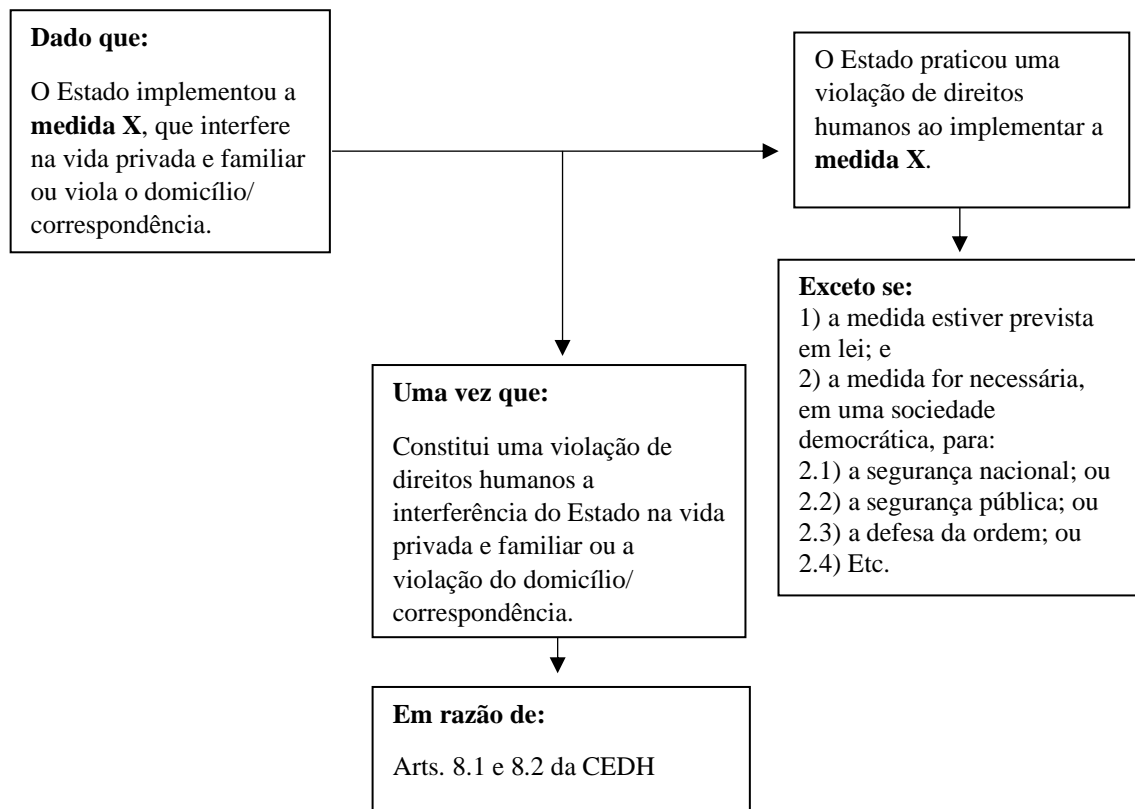 Dado que:
O Estado implementou a
medida X, que interfere
na vida privada e familiar
ou viola o domicílio/
correspondência.
O Estado praticou uma
violação de direitos
humanos ao implementar a
medida X.
Exceto se:
1) a medida estiver prevista
em lei; e
2) a medida for necessária,
em uma sociedade
democrática, para:
2.1) a segurança nacional; ou
2.2) a segurança pública; ou
2.3) a defesa da ordem; ou
2.4) Etc.
Uma vez que:
Constitui uma violação de
direitos humanos a
interferência do Estado na vida
privada e familiar ou a
violação do domicílio/
correspondência.
Em razão de:
Arts. 8.1 e 8.2 da CEDH